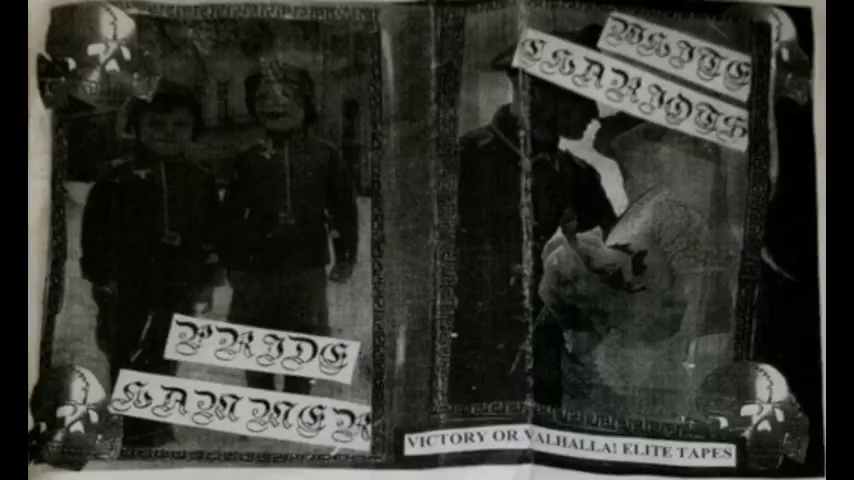 PRIDE
HAMMER
WHITE
CHARIOTS
VICTORY OR VALHALLA! ELITE TAPES